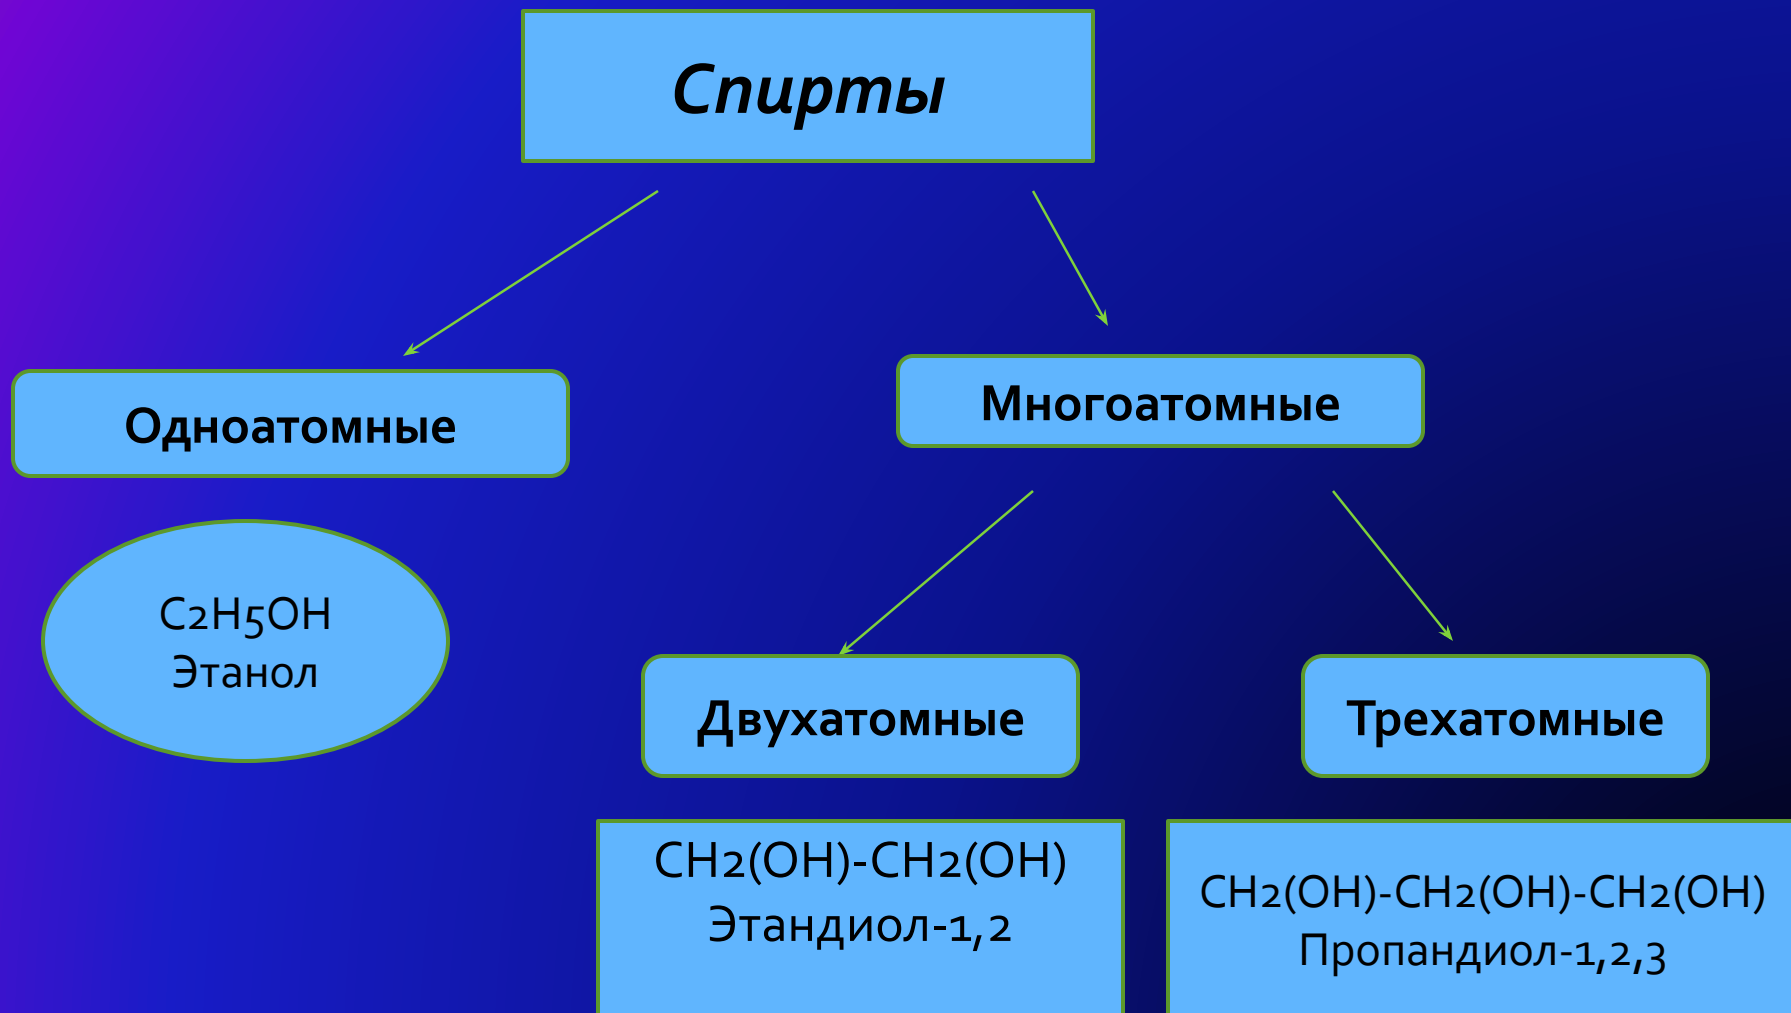 Спирты
Одноатомные
Многоатомные
C2H5OH
Этанол
Двухатомные
Трехатомные
CH2(OH)-CH2(OH)
Этандиол-1,2
CH2(OH)-CH2(OH)-CH2(OH)
Пропандиол-1,2,3